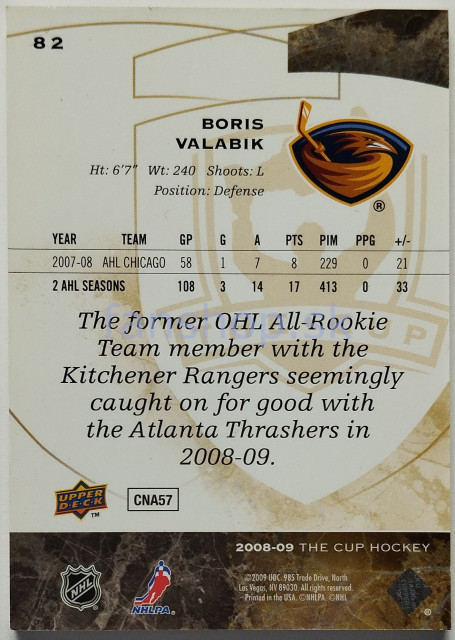 82
BORIS
VALABIK
Ht: 6'7" Wt: 240 Shoots: L
Position: Defense
®
YEAR TEAM GP G A PTS PIM PPG +/-
2007-08 AHL CHICAGO 58 1 7 8 229 0 21
2 AHL SEASONS 108 3 14 17 413 0 33
The former OHL All-Rookie
Team member with the
Kitchener Rangers seemingly
caught on for good with
the Atlanta Thrashers in
2008-09.
UPPER
D·E·C·K
TM
CNA57
2008-09 THE CUP HOCKEY
NHL
NHLPA
©2009 UDC. 985 Trade Drive, North
Las Vegas, NV 89030. All rights reserved.
Printed in the USA. ©NHLPA. ©NHL
®